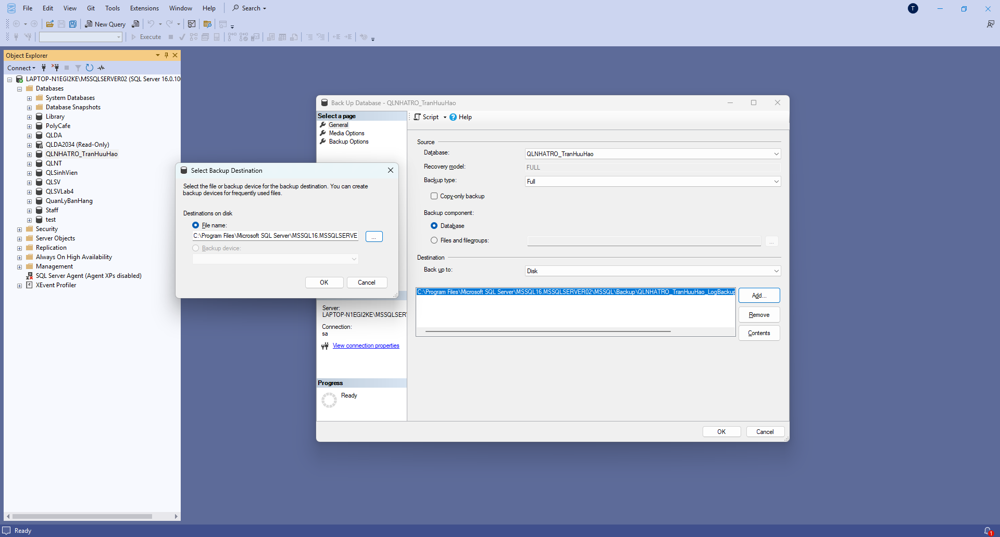 File Edit View Git Tools Extensions Window Help Search
T
New Query
Execute
Object Explorer
Connect
LAPTOP-N1EGI2KE\MSSQLSERVER02 (SQL Server 16.0.10
Databases
System Databases
Database Snapshots
Library
PolyCafe
QLDA
QLDA2034 (Read-Only)
QLNHATRO_TranHuuHao
QLNT
QLSinhVien
QLSV
QLSVLab4
QuanLyBanHang
Staff
test
Security
Server Objects
Replication
Always On High Availability
Management
SQL Server Agent (Agent XPs disabled)
XEvent Profiler
Select Backup Destination
Select the file or backup device for the backup destination. You can create
backup devices for frequently used files.
Destinations on disk
File name:
C:\Program Files\Microsoft SQL Server\MSSQL16.MSSQLSERVE
...
Backup device:
OK Cancel
Back Up Database - QLNHATRO_TranHuuHao
Select a page
General
Media Options
Backup Options
Server:
LAPTOP-N1EGI2KE\MSSQLSER
Connection:
sa
View connection properties
Progress
Ready
Script Help
Source
Database: QLNHATRO_TranHuuHao
Recovery model: FULL
Backup type: Full
Copy-only backup
Backup component:
Database
Files and filegroups: ...
Destination
Back up to: Disk
C:\Program Files\Microsoft SQL Server\MSSQL16.MSSQLSERVER02\MSSQL\Backup\QLNHATRO_TranHuuHao_LogBackup
Add...
Remove
Contents
OK Cancel
Ready
1